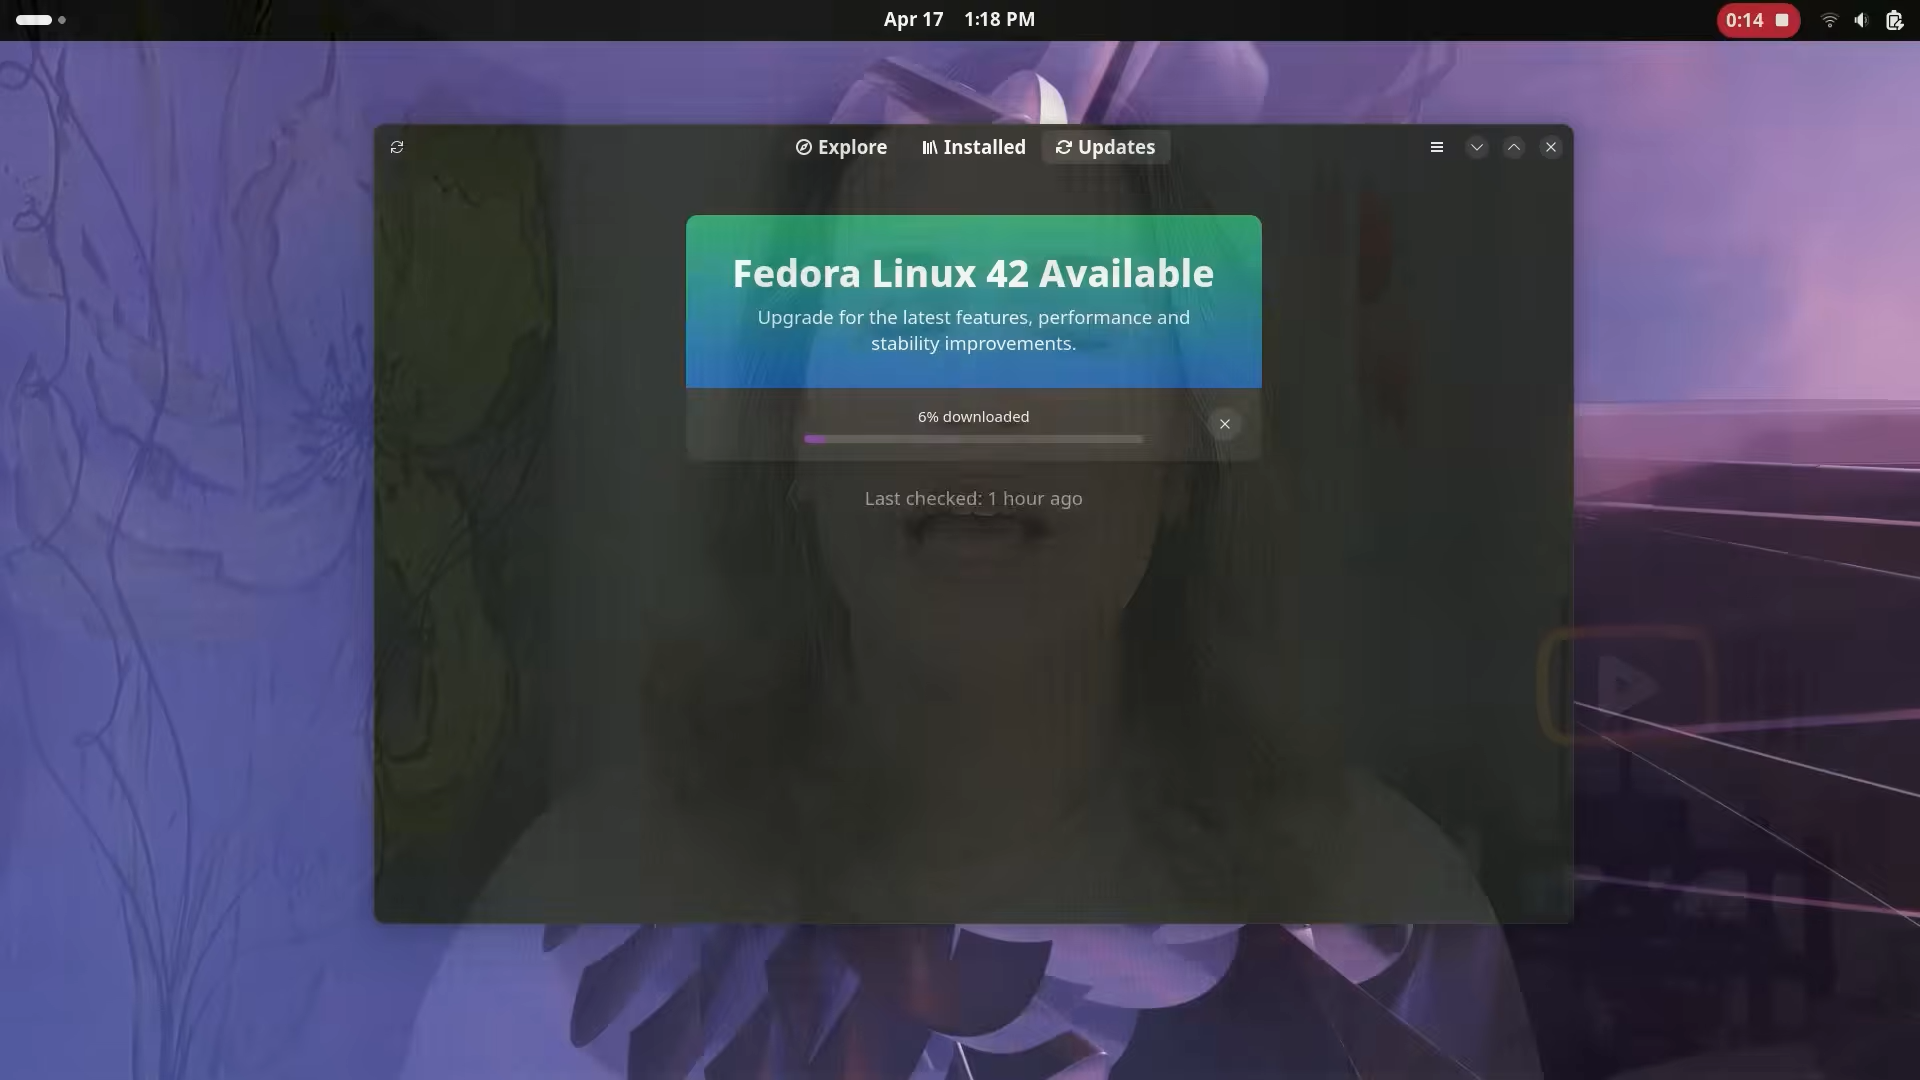 Apr 17 1:18 PM
0:14
Explore
Installed
Updates
Fedora Linux 42 Available
Upgrade for the latest features, performance and
stability improvements.
6% downloaded
Last checked: 1 hour ago